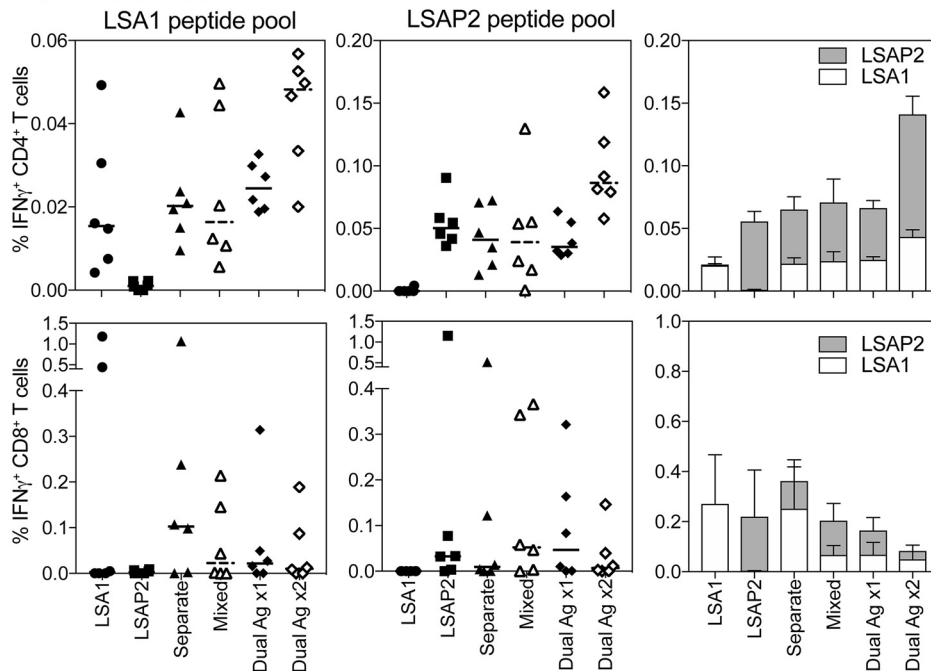 LSA1 peptide pool
LSAP2 peptide pool
% IFNγ⁺ CD4⁺ T cells
0.06
0.04
0.02
0.00
0.20
0.15
0.10
0.05
0.00
0.20
0.15
0.10
0.05
0.00
LSAP2
LSA1
% IFNγ⁺ CD8⁺ T cells
1.5
1.0
0.5
0.4
0.3
0.2
0.1
0.0
1.5
1.0
0.5
0.4
0.3
0.2
0.1
0.0
1.0
0.8
0.6
0.4
0.2
0.0
LSAP2
LSA1
LSA1
LSAP2
Separate
Mixed
Dual Ag x1
Dual Ag x2
LSA1
LSAP2
Separate
Mixed
Dual Ag x1
Dual Ag x2
LSA1
LSAP2
Separate
Mixed
Dual Ag x1
Dual Ag x2